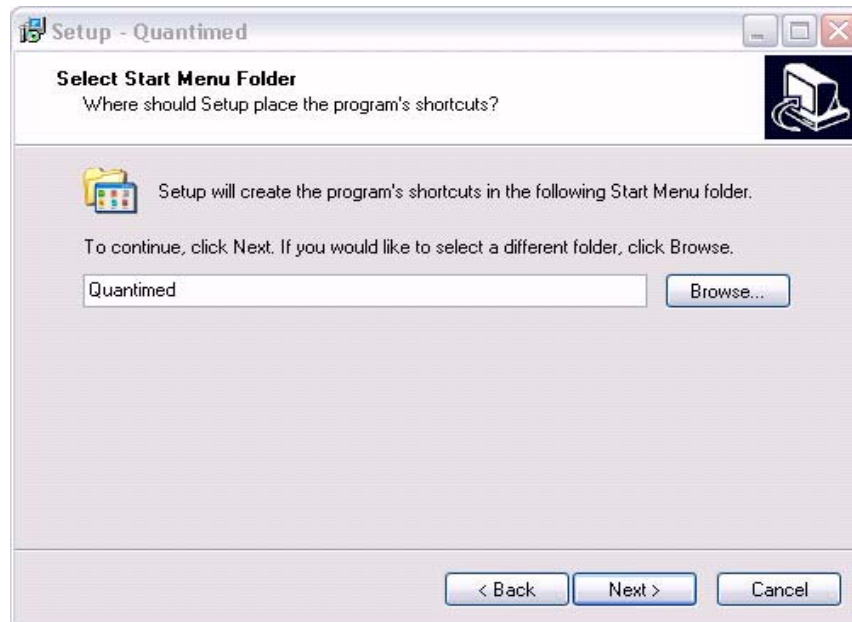 Setup - Quantimed
Select Start Menu Folder
Where should Setup place the program's shortcuts?
Setup will create the program's shortcuts in the following Start Menu folder.
To continue, click Next. If you would like to select a different folder, click Browse.
Quantimed
Browse...
< Back
Next >
Cancel